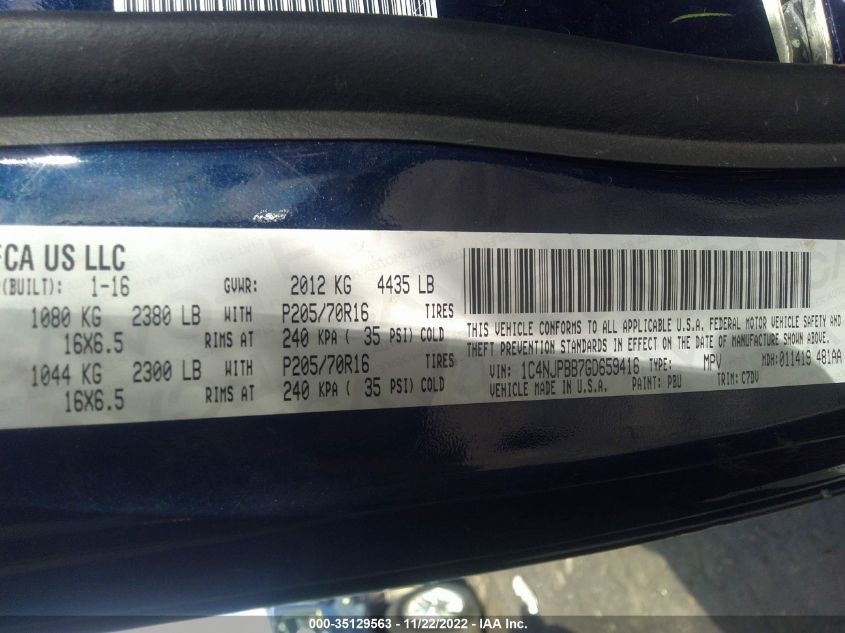 FCA US LLC
(BUILT): 1-16 GVWR: 2012 KG 4435 LB
1080 KG 2380 LB WITH P205/70R16 TIRES
16X6.5 RIMS AT 240 KPA ( 35 PSI) COLD
1044 KG 2300 LB WITH P205/70R16 TIRES
16X6.5 RIMS AT 240 KPA ( 35 PSI) COLD
THIS VEHICLE CONFORMS TO ALL APPLICABLE U.S.A. FEDERAL MOTOR VEHICLE SAFETY AND
THEFT PREVENTION STANDARDS IN EFFECT ON THE DATE OF MANUFACTURE SHOWN ABOVE.
VIN: 1C4NJPBB7GD659416 TYPE: MPV MDH:011416 481AA
VEHICLE MADE IN U.S.A. PAINT: PBU TRIM: C7DV
000-35129563 - 11/22/2022 - © IAA Inc.